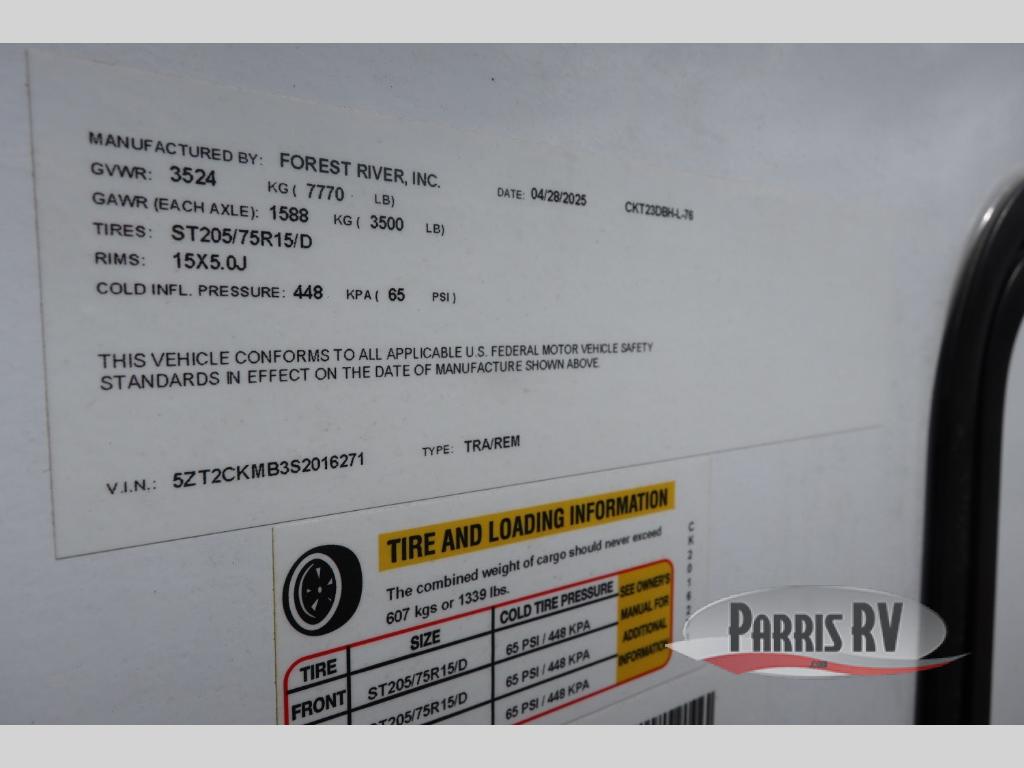 MANUFACTURED BY: FOREST RIVER, INC.
GVWR: 3524 KG ( 7770 LB) DATE: 04/28/2025 CKT23DBH-L-76
GAWR (EACH AXLE): 1588 KG ( 3500 LB)
TIRES: ST205/75R15/D
RIMS: 15X5.0J
COLD INFL. PRESSURE: 448 KPA ( 65 PSI )
THIS VEHICLE CONFORMS TO ALL APPLICABLE U.S. FEDERAL MOTOR VEHICLE SAFETY
STANDARDS IN EFFECT ON THE DATE OF MANUFACTURE SHOWN ABOVE.
V.I.N.: 5ZT2CKMB3S2016271 TYPE: TRA/REM
TIRE AND LOADING INFORMATION
The combined weight of cargo should never exceed
607 kgs or 1339 lbs.
TIRE SIZE COLD TIRE PRESSURE
FRONT ST205/75R15/D 65 PSI / 448 KPA
ST205/75R15/D 65 PSI / 448 KPA
65 PSI / 448 KPA
SEE OWNER'S
MANUAL FOR
ADDITIONAL
INFORMATION
CK20162
PARRIS RV
.com